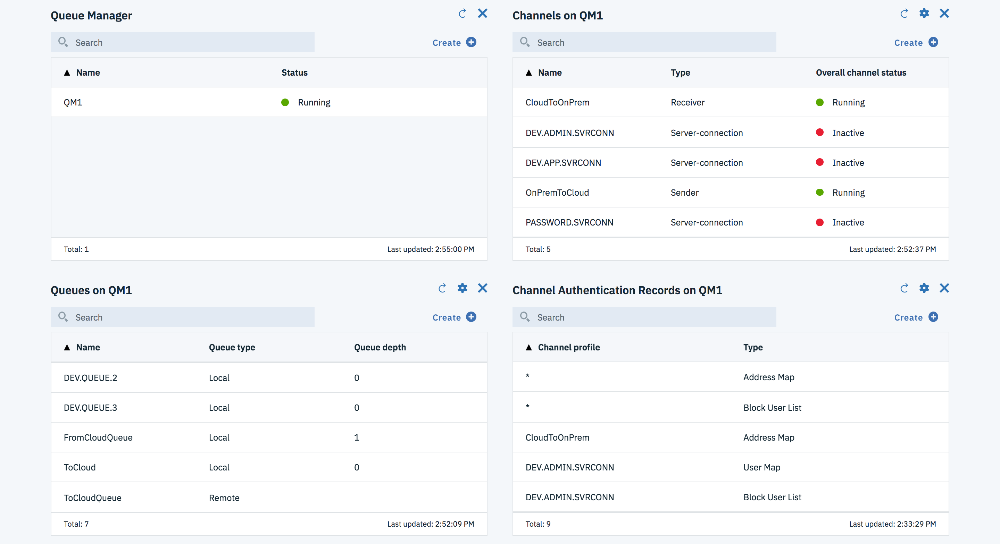 Queue Manager
Search
Create
▲ Name Status
QM1 Running
Total: 1 Last updated: 2:55:00 PM
Channels on QM1
Search
Create
▲ Name Type Overall channel status
CloudToOnPrem Receiver Running
DEV.ADMIN.SVRCONN Server-connection Inactive
DEV.APP.SVRCONN Server-connection Inactive
OnPremToCloud Sender Running
PASSWORD.SVRCONN Server-connection Inactive
Total: 5 Last updated: 2:52:37 PM
Queues on QM1
Search
Create
▲ Name Queue type Queue depth
DEV.QUEUE.2 Local 0
DEV.QUEUE.3 Local 0
FromCloudQueue Local 1
ToCloud Local 0
ToCloudQueue Remote
Total: 7 Last updated: 2:52:09 PM
Channel Authentication Records on QM1
Search
Create
▲ Channel profile Type
* Address Map
* Block User List
CloudToOnPrem Address Map
DEV.ADMIN.SVRCONN User Map
DEV.ADMIN.SVRCONN Block User List
Total: 9 Last updated: 2:33:29 PM